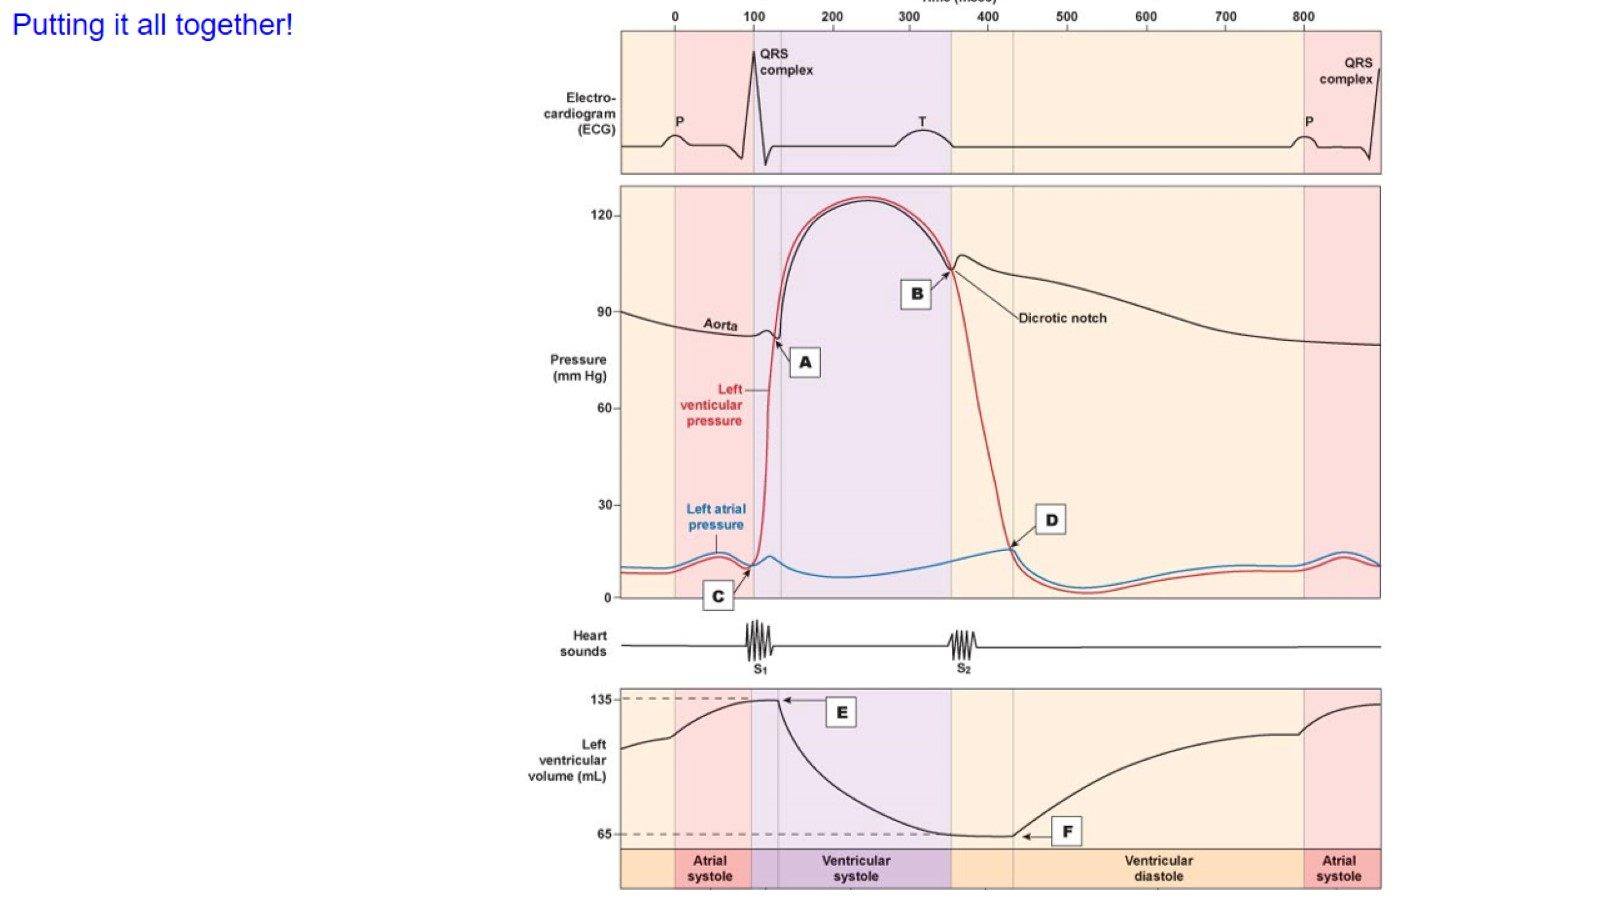 Putting it all together!
Time (msec)
0 100 200 300 400 500 600 700 800
QRS
complex
QRS
complex
Electro-
cardiogram
(ECG)
P
T
P
120
90
60
30
0
Pressure
(mm Hg)
Aorta
A
B
Dicrotic notch
Left
venticular
pressure
Left atrial
pressure
C
D
Heart
sounds
S1
S2
135
65
Left
ventricular
volume (mL)
E
F
Atrial
systole
Ventricular
systole
Ventricular
diastole
Atrial
systole